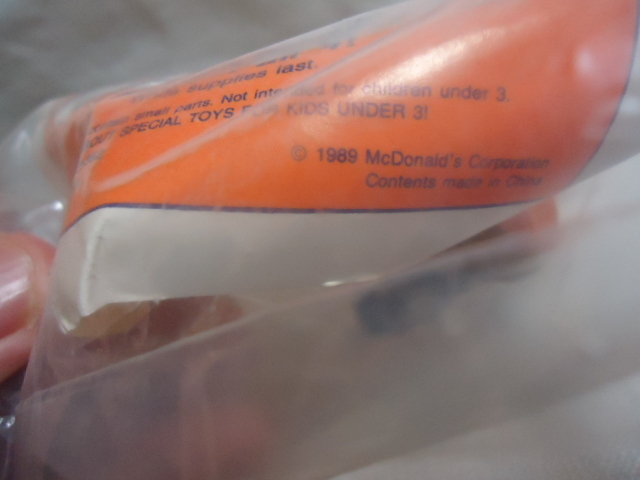 supplies last.
small parts. Not intended for children under 3.
SPECIAL TOYS FOR KIDS UNDER 3!
© 1989 McDonald's Corporation
Contents made in China